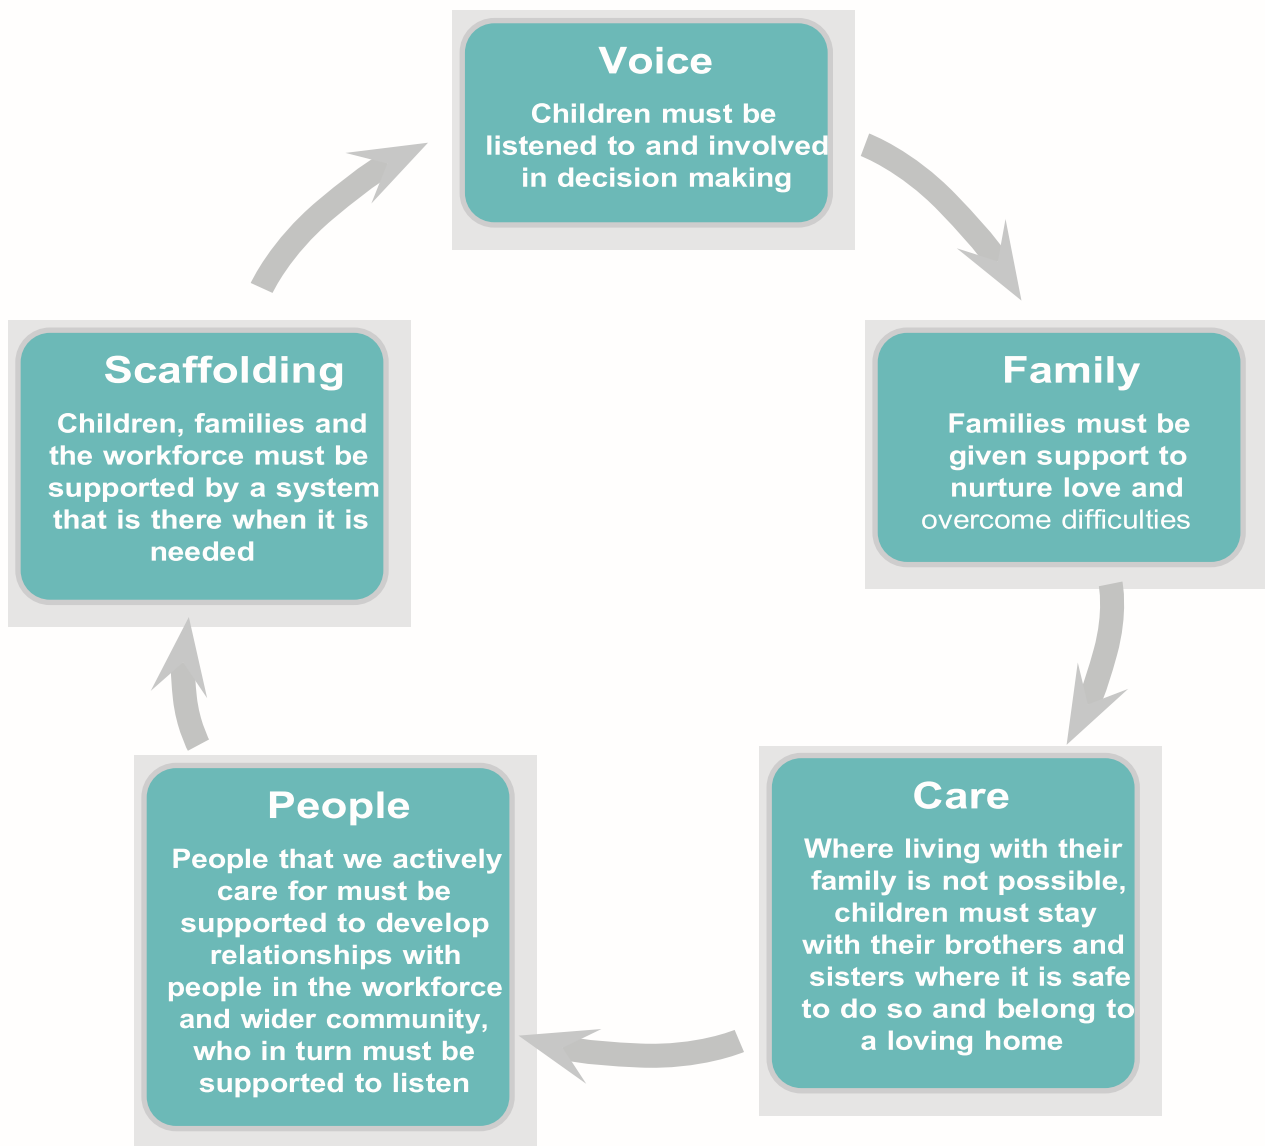 Voice
Children must be
listened to and involved
in decision making
Family
Families must be
given support to
nurture love and
overcome difficulties
Care
Where living with their
family is not possible,
children must stay
with their brothers and
sisters where it is safe
to do so and belong to
a loving home
People
People that we actively
care for must be
supported to develop
relationships with
people in the workforce
and wider community,
who in turn must be
supported to listen
Scaffolding
Children, families and
the workforce must be
supported by a system
that is there when it is
needed